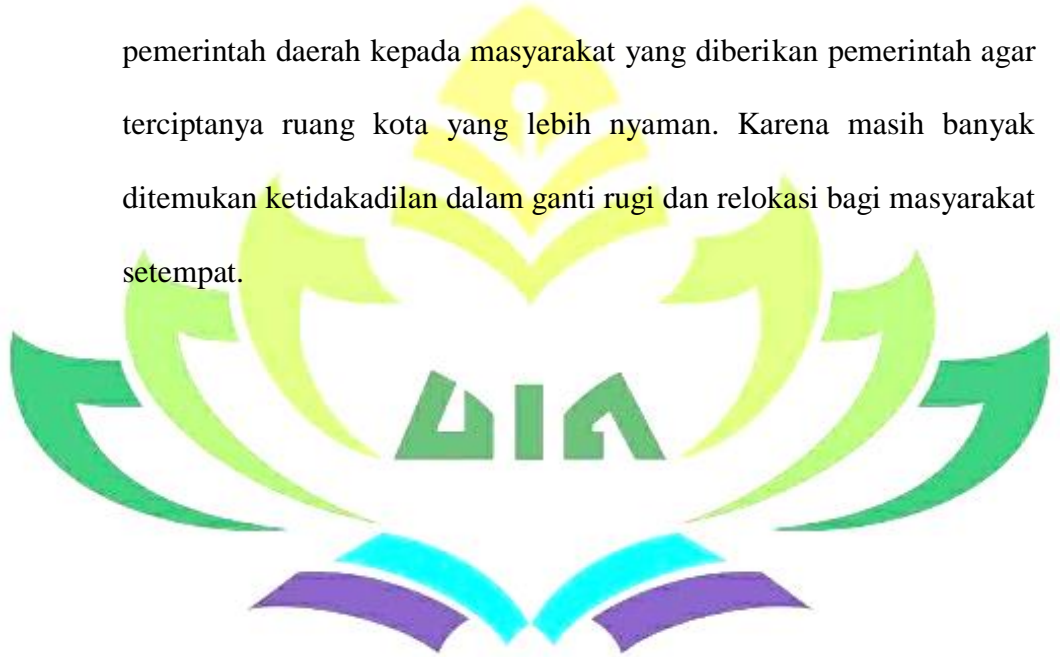 pemerintah daerah kepada masyarakat yang diberikan pemerintah agar
terciptanya ruang kota yang lebih nyaman. Karena masih banyak
ditemukan ketidakadilan dalam ganti rugi dan relokasi bagi masyarakat
setempat.
UIN